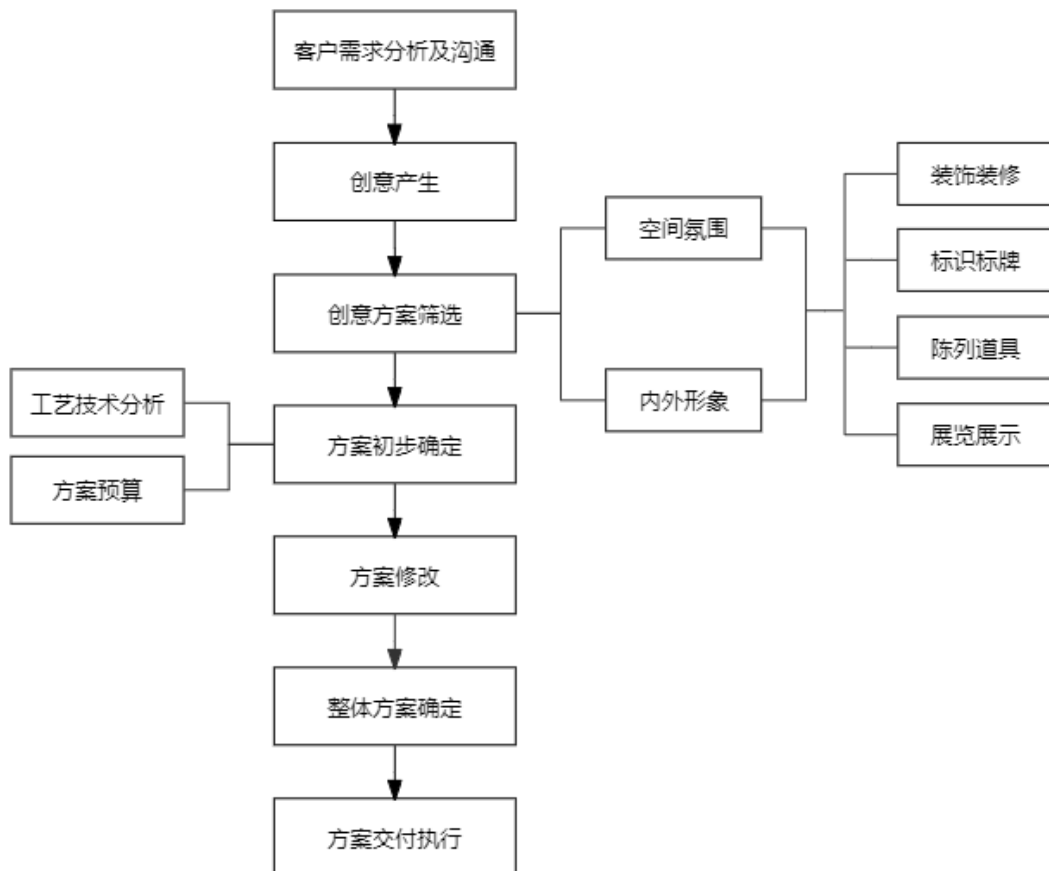 客户需求分析及沟通
创意产生
装饰装修
空间氛围
标识标牌
创意方案筛选
陈列道具
工艺技术分析
内外形象
方案初步确定
展览展示
方案预算
方案修改
整体方案确定
方案交付执行